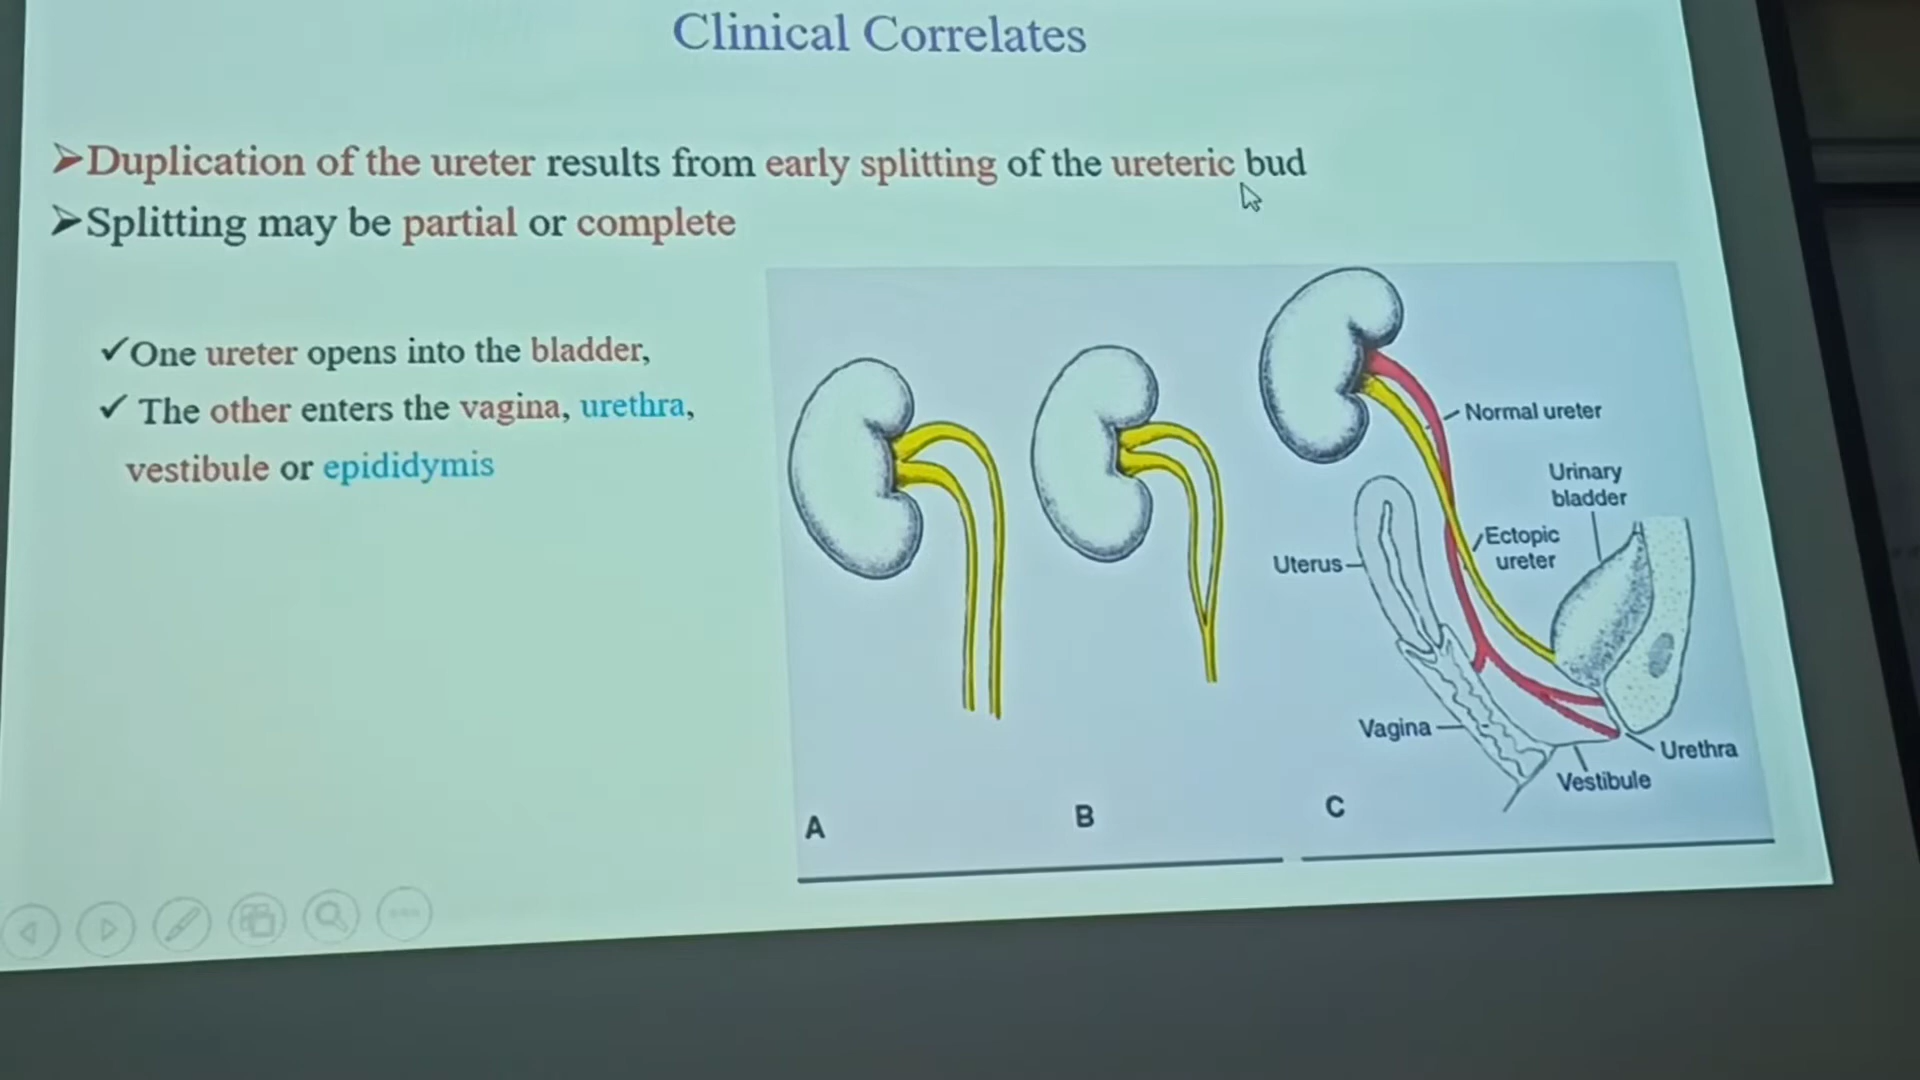 Clinical Correlates
➢Duplication of the ureter results from early splitting of the ureteric bud
➢Splitting may be partial or complete
✓One ureter opens into the bladder,
✓ The other enters the vagina, urethra,
vestibule or epididymis
Normal ureter
Urinary
bladder
Ectopic
ureter
Uterus
Vagina
Urethra
Vestibule
A
B
C